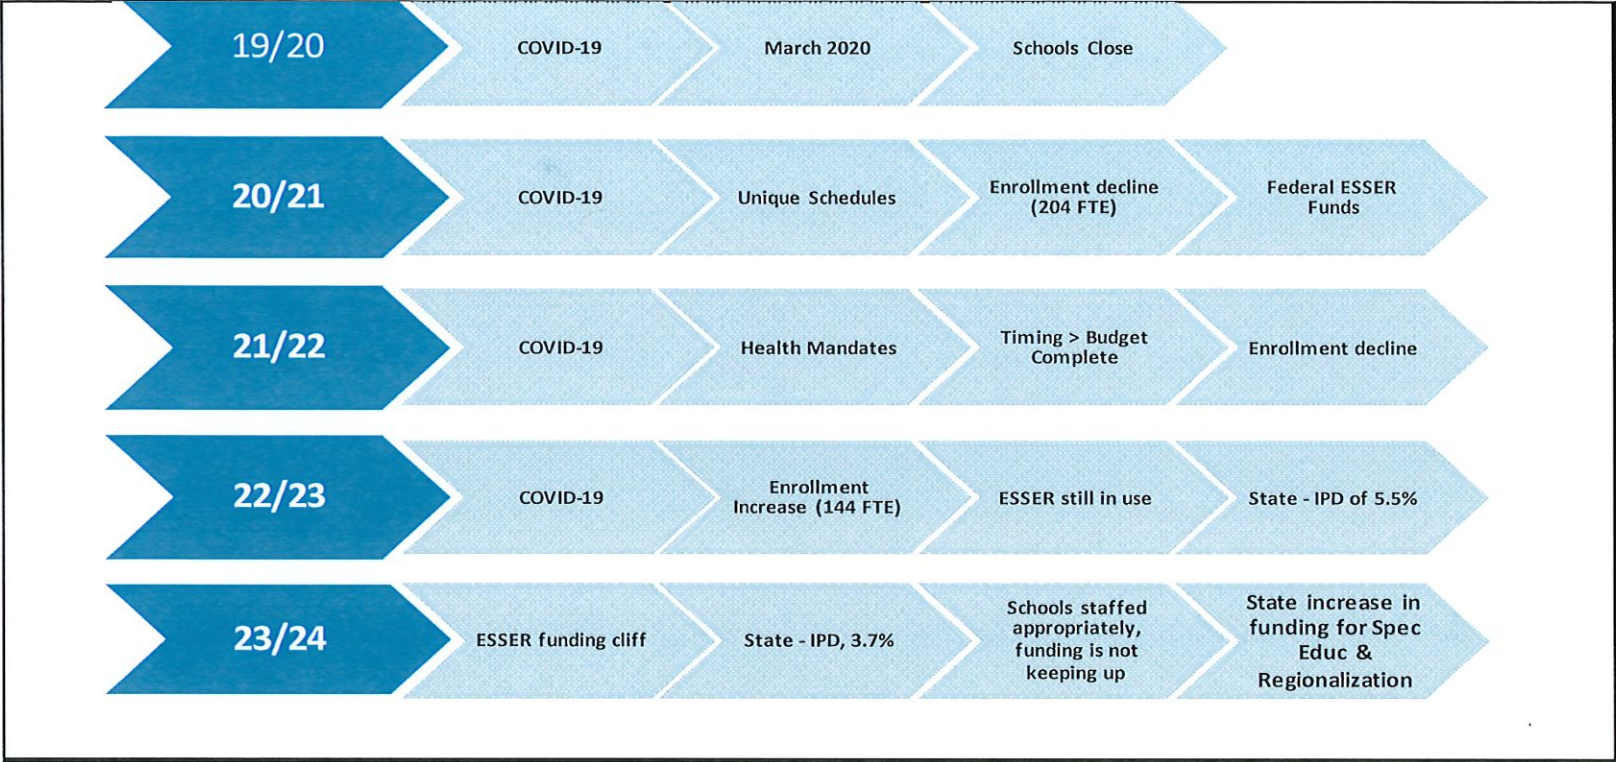 19/20
COVID-19
March 2020
Schools Close
20/21
COVID-19
Unique Schedules
Enrollment decline
(204 FTE)
Federal ESSER
Funds
21/22
COVID-19
Health Mandates
Timing > Budget
Complete
Enrollment decline
22/23
COVID-19
Enrollment
Increase (144 FTE)
ESSER still in use
State - IPD of 5.5%
23/24
ESSER funding cliff
State - IPD, 3.7%
Schools staffed
appropriately,
funding is not
keeping up
State increase in
funding for Spec
Educ &
Regionalization